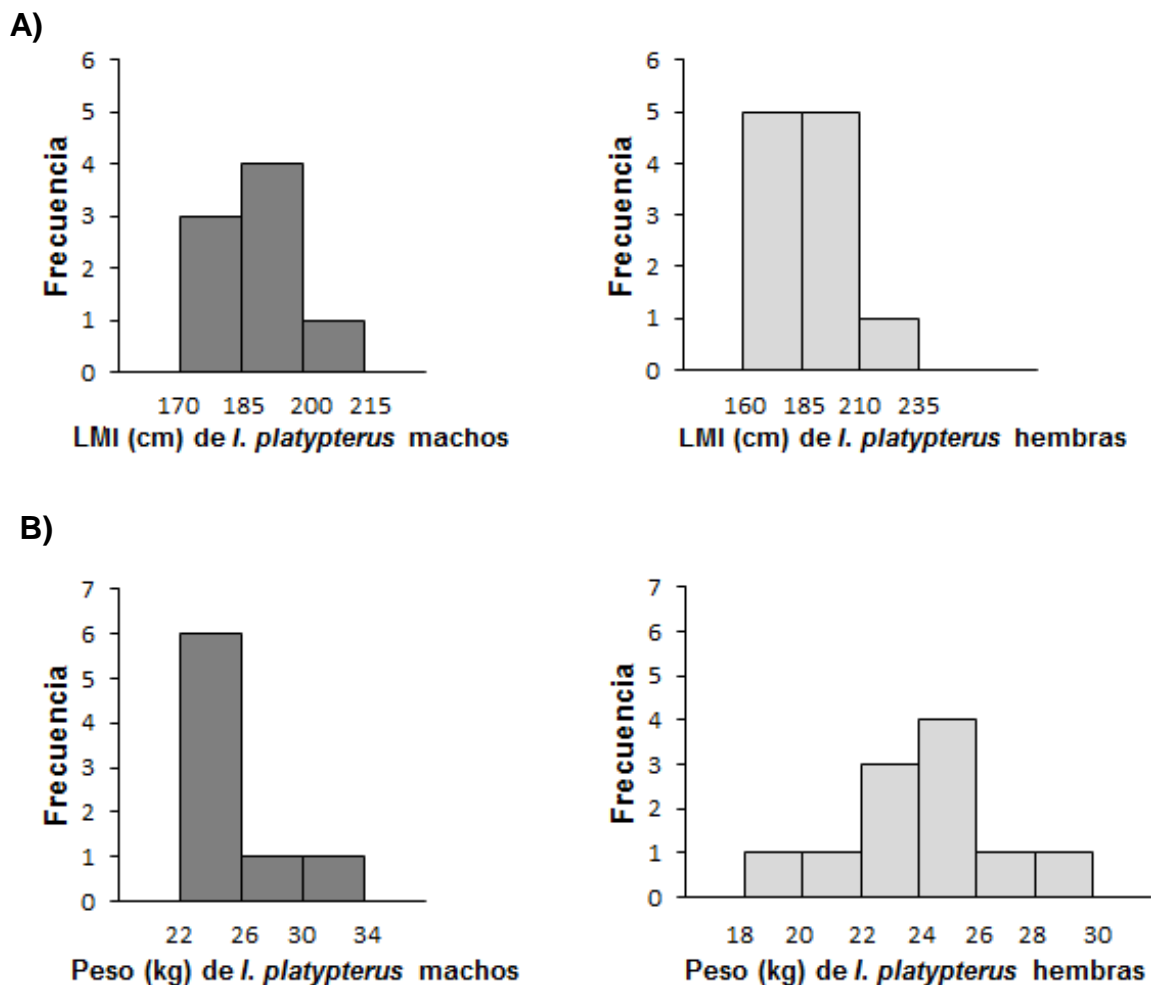 A)
6
5
4
3
2
1
0
Frecuencia
170 185 200 215
LMI (cm) de I. platypterus machos
6
5
4
3
2
1
0
Frecuencia
160 185 210 235
LMI (cm) de I. platypterus hembras
B)
7
6
5
4
3
2
1
0
Frecuencia
22 26 30 34
Peso (kg) de I. platypterus machos
7
6
5
4
3
2
1
0
Frecuencia
18 20 22 24 26 28 30
Peso (kg) de I. platypterus hembras